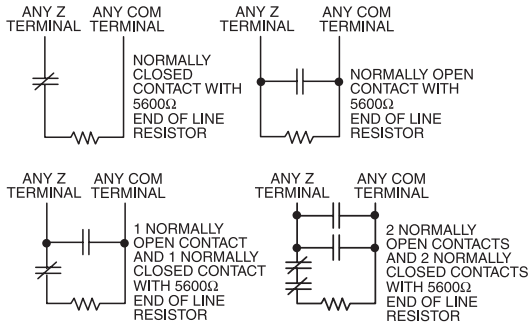 ANY Z TERMINAL
ANY COM TERMINAL
NORMALLY
CLOSED
CONTACT WITH
5600Ω
END OF LINE
RESISTOR
ANY Z TERMINAL
ANY COM TERMINAL
NORMALLY OPEN
CONTACT WITH
5600Ω
END OF LINE
RESISTOR
ANY Z TERMINAL
ANY COM TERMINAL
1 NORMALLY
OPEN CONTACT
AND 1 NORMALLY
CLOSED CONTACT
WITH 5600Ω
END OF LINE
RESISTOR
ANY Z TERMINAL
ANY COM TERMINAL
2 NORMALLY
OPEN CONTACTS
AND 2 NORMALLY
CLOSED CONTACTS
WITH 5600Ω
END OF LINE
RESISTOR